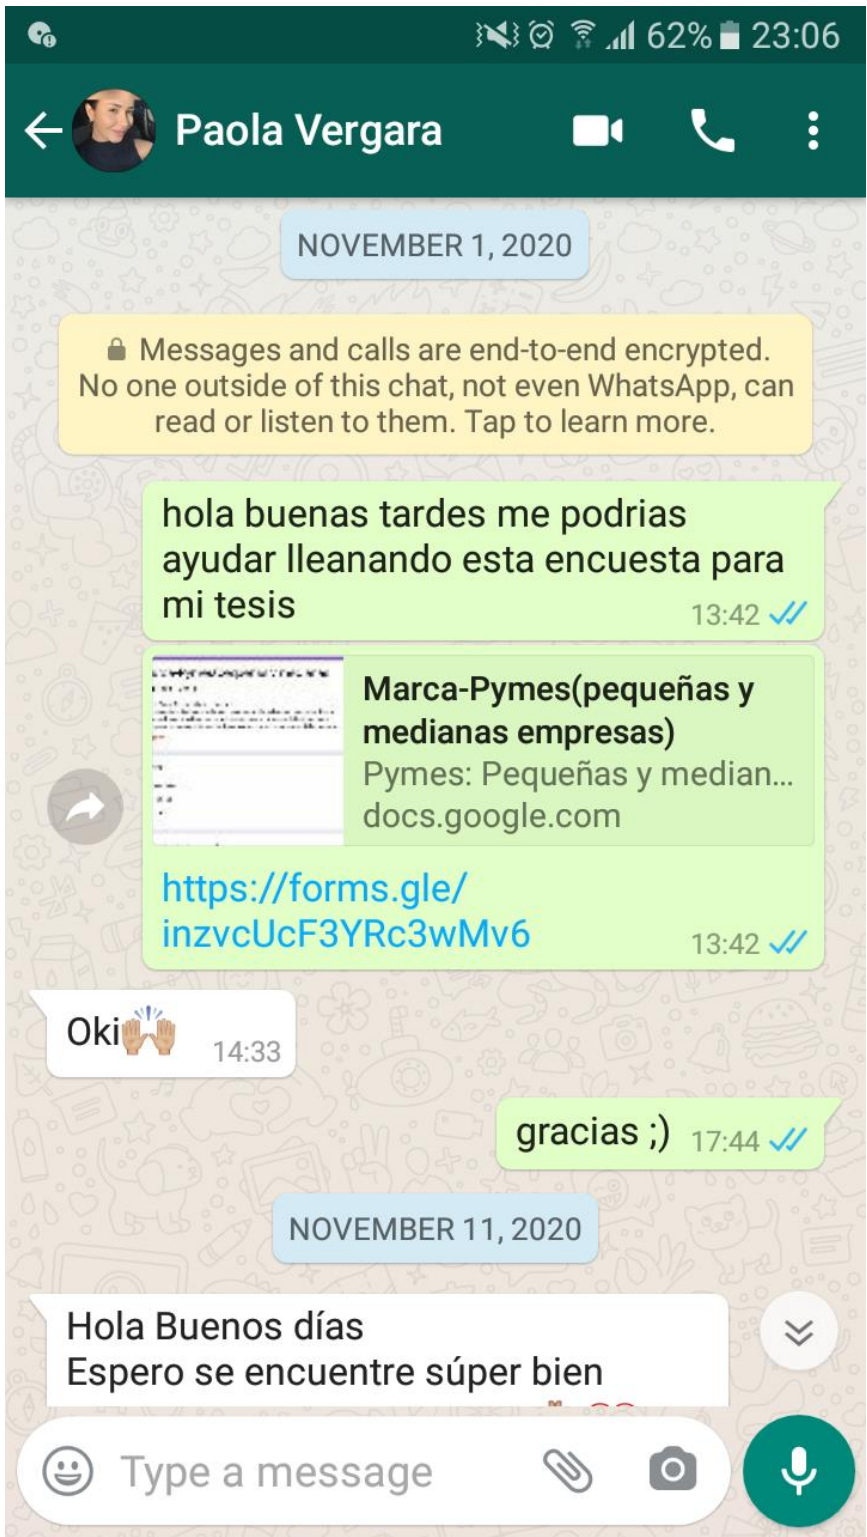 62% 23:06
Paola Vergara
NOVEMBER 1, 2020
Messages and calls are end-to-end encrypted.
No one outside of this chat, not even WhatsApp, can
read or listen to them. Tap to learn more.
hola buenas tardes me podrias
ayudar lleanando esta encuesta para
mi tesis
13:42
Marca-Pymes(pequeñas y
medianas empresas)
Pymes: Pequeñas y median...
docs.google.com
https://forms.gle/
inzvcUcF3YRc3wMv6
13:42
Oki🙌🏼
14:33
gracias ;) 17:44
NOVEMBER 11, 2020
Hola Buenos días
Espero se encuentre súper bien
Type a message